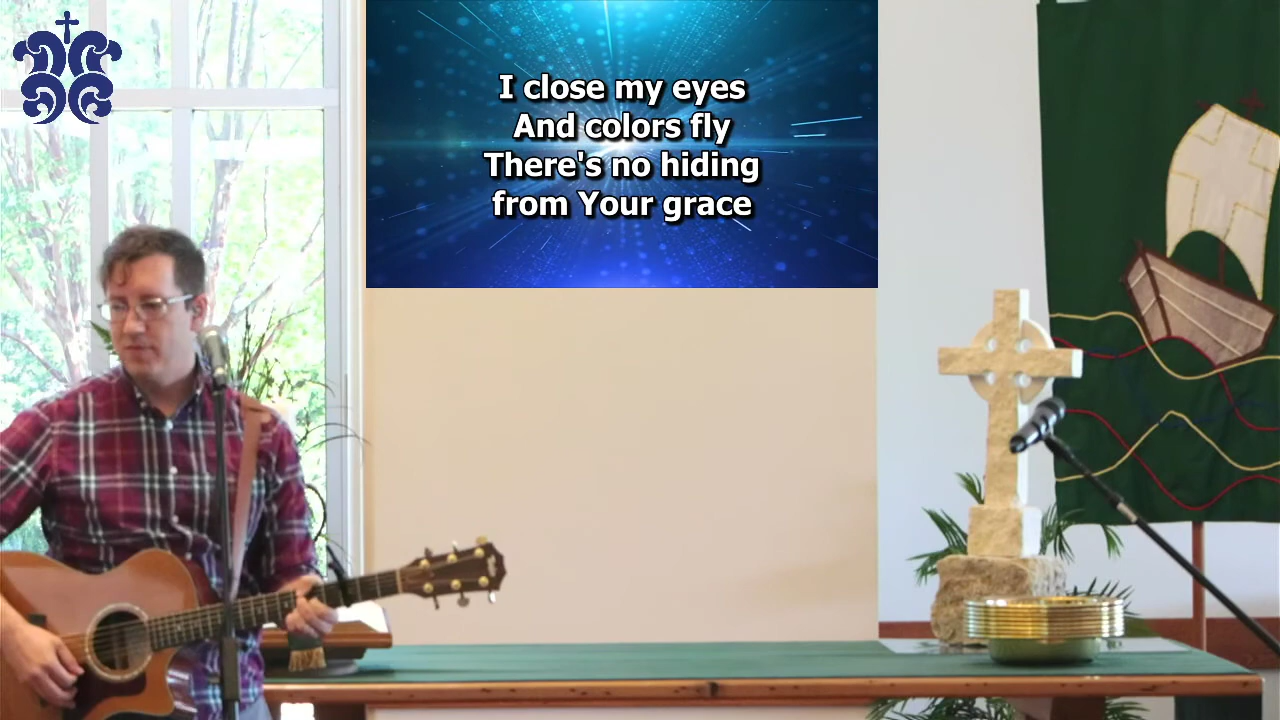 I close my eyes
And colors fly
There's no hiding
from Your grace